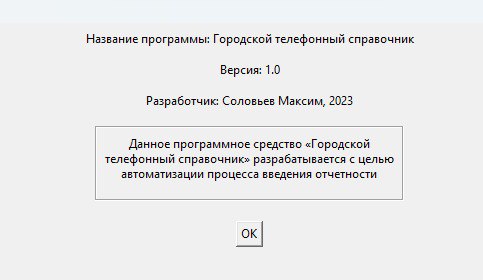 Название программы: Городской телефонный справочник
Версия: 1.0
Разработчик: Соловьев Максим, 2023
Данное программное средство «Городской
телефонный справочник» разрабатывается с целью
автоматизации процесса введения отчетности
OK